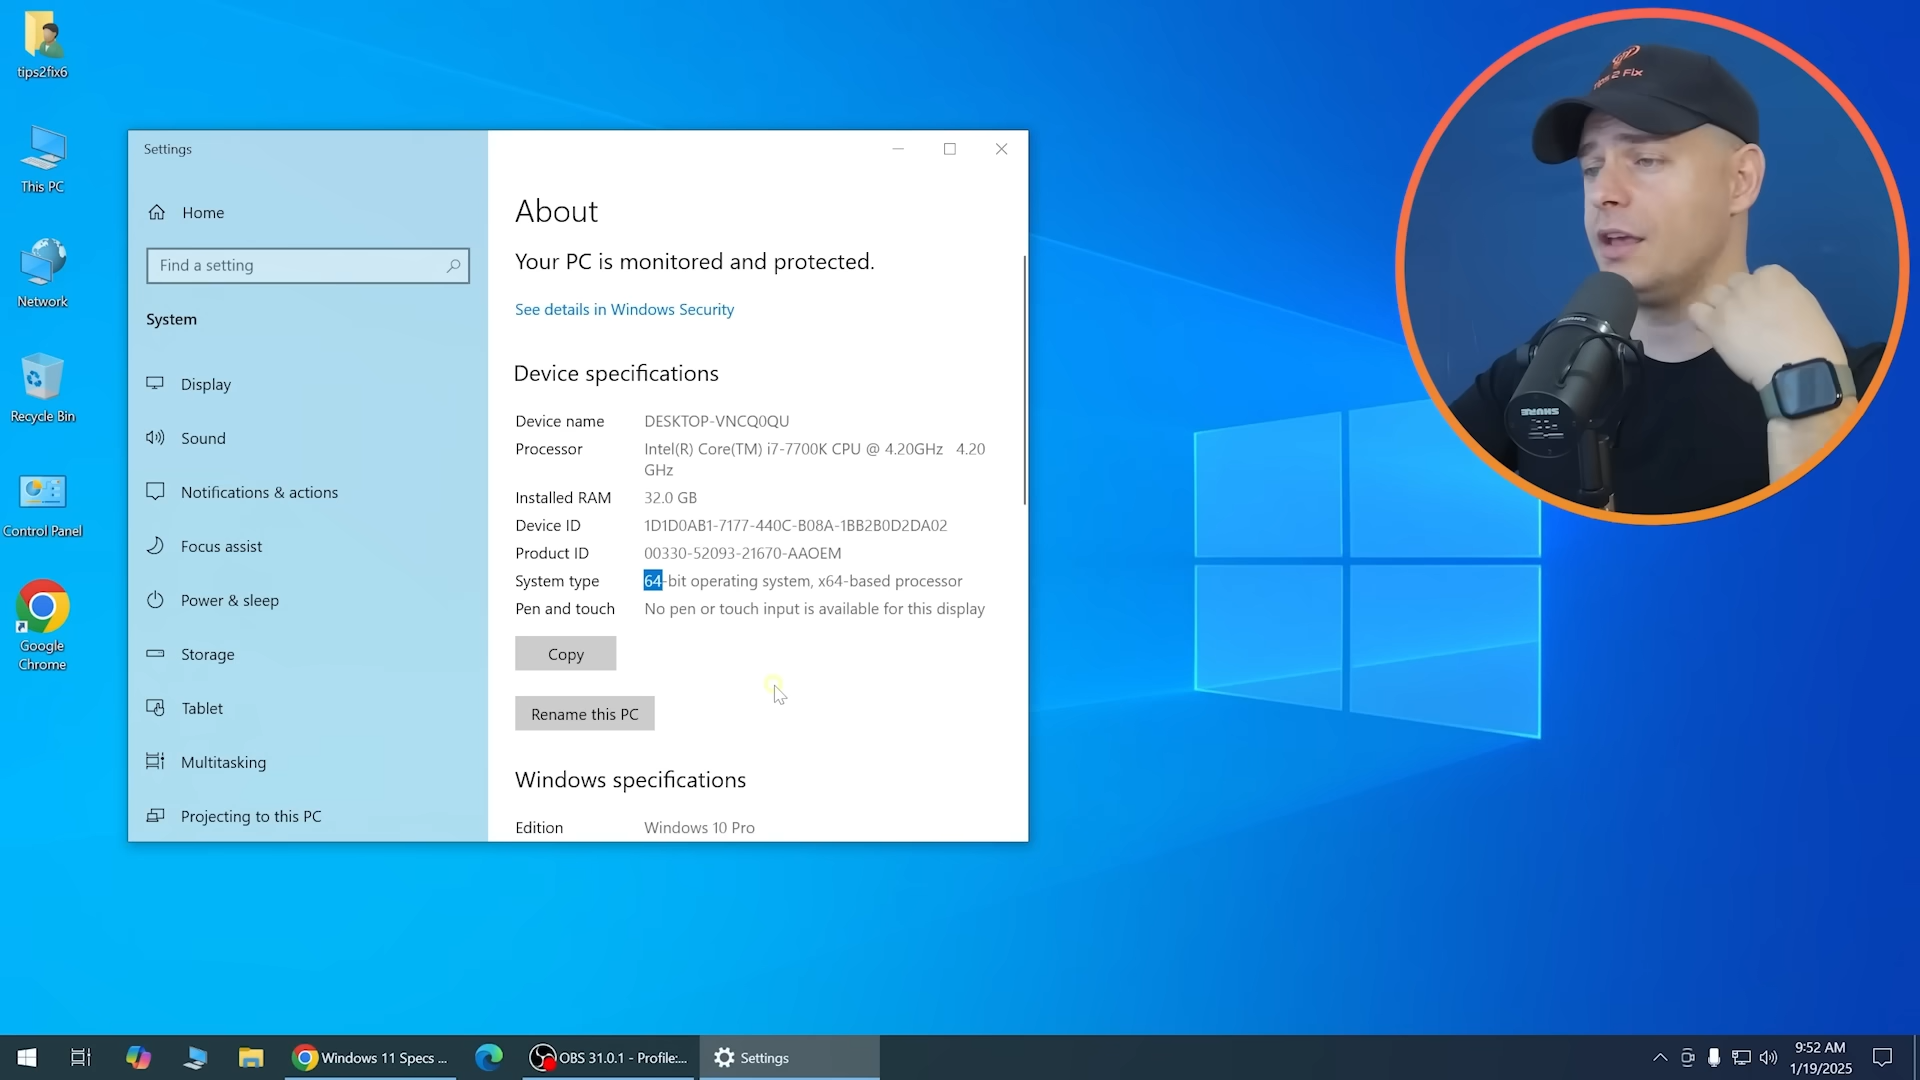 tips2fix6
This PC
Network
Recycle Bin
Control Panel
Google
Chrome
Settings
Home
Find a setting
System
Display
Sound
Notifications & actions
Focus assist
Power & sleep
Storage
Tablet
Multitasking
Projecting to this PC
About
Your PC is monitored and protected.
See details in Windows Security
Device specifications
Device name DESKTOP-VNCQ0QU
Processor Intel(R) Core(TM) i7-7700K CPU @ 4.20GHz 4.20
GHz
Installed RAM 32.0 GB
Device ID 1D1D0AB1-7177-440C-B08A-1BB2B0D2DA02
Product ID 00330-52093-21670-AAOEM
System type 64-bit operating system, x64-based processor
Pen and touch No pen or touch input is available for this display
Copy
Rename this PC
Windows specifications
Edition Windows 10 Pro
Tips 2 Fix
SHURE
Windows 11 Specs ...
OBS 31.0.1 - Profile:...
Settings
9:52 AM
1/19/2025